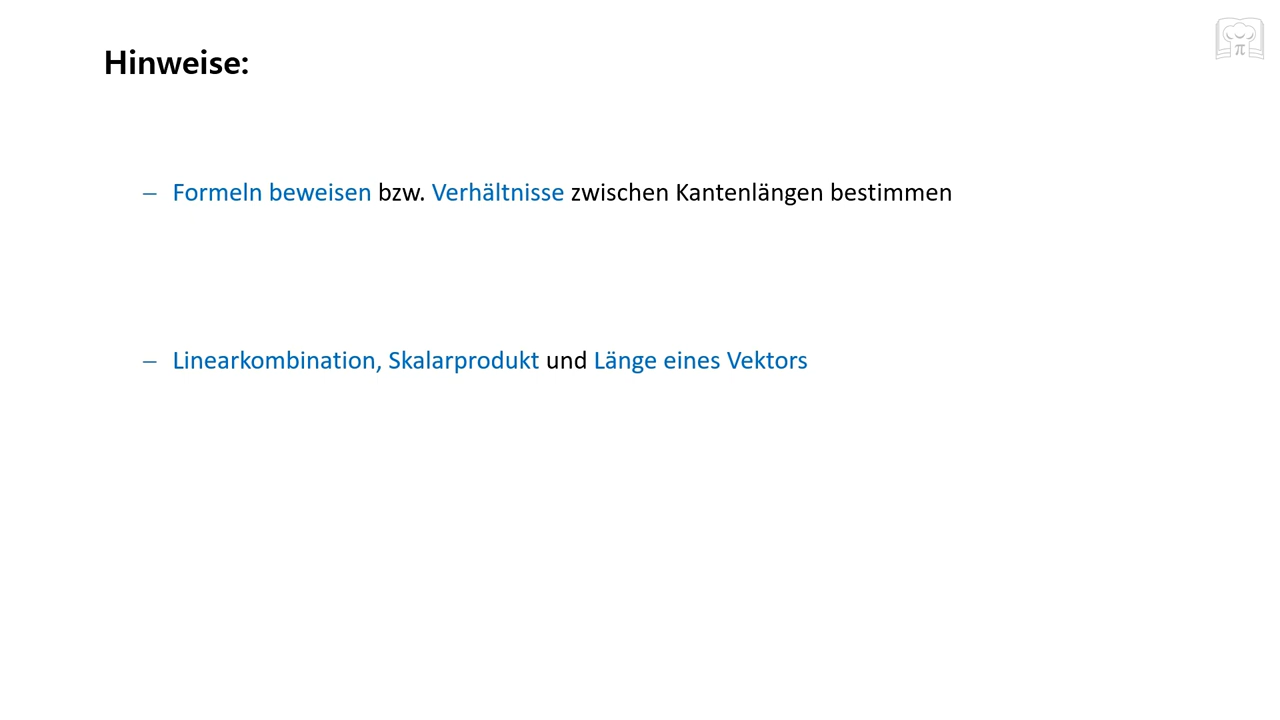 Hinweise:
– Formeln beweisen bzw. Verhältnisse zwischen Kantenlängen bestimmen
– Linearkombination, Skalarprodukt und Länge eines Vektors
π